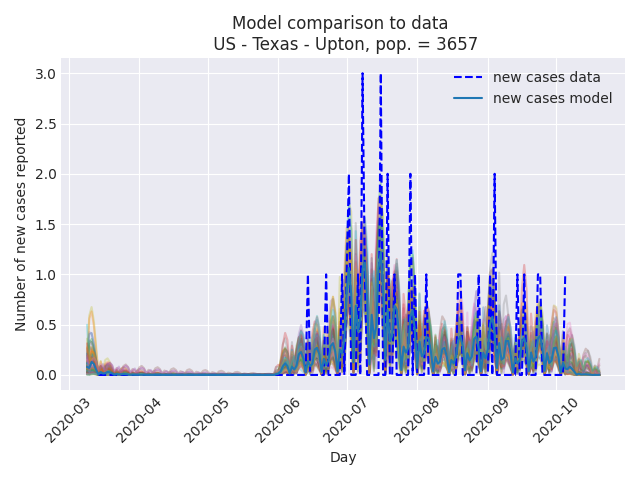 Model comparison to data
US - Texas - Upton, pop. = 3657
new cases data
new cases model
Number of new cases reported
3.0
2.5
2.0
1.5
1.0
0.5
0.0
2020-03
2020-04
2020-05
2020-06
2020-07
2020-08
2020-09
2020-10
Day